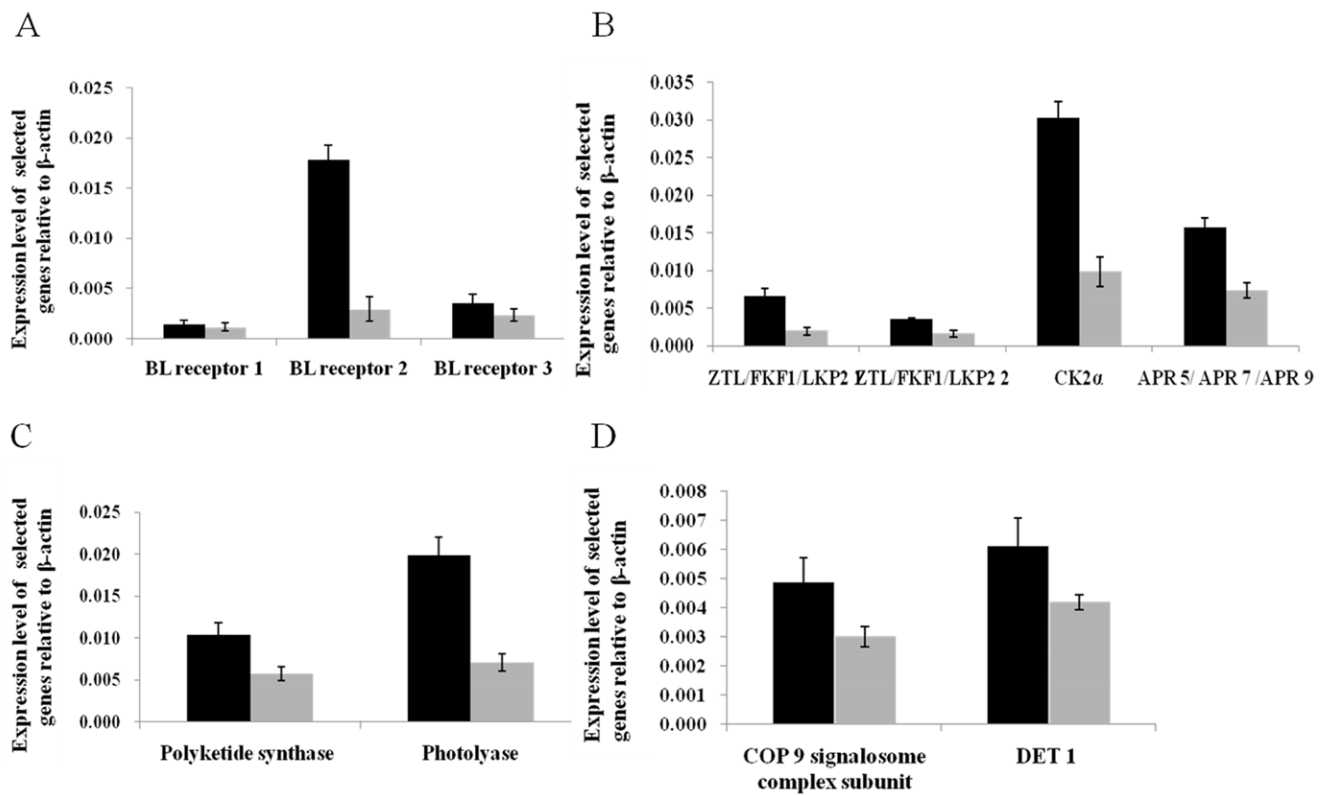 A
Expression level of selected
genes relative to β-actin
0.025
0.020
0.015
0.010
0.005
0.000
BL receptor 1 BL receptor 2 BL receptor 3
B
Expression level of selected
genes relative to β-actin
0.035
0.030
0.025
0.020
0.015
0.010
0.005
0.000
ZTL/FKF1/LKP2 1 ZTL/FKF1/LKP2 2 CK2α APR 5/ APR 7 /APR 9
C
Expression level of selected
genes relative to β-actin
0.025
0.020
0.015
0.010
0.005
0.000
Polyketide synthase Photolyase
D
Expression level of selected
genes relative to β-actin
0.008
0.007
0.006
0.005
0.004
0.003
0.002
0.001
0.000
COP 9 signalosome
complex subunit
DET 1